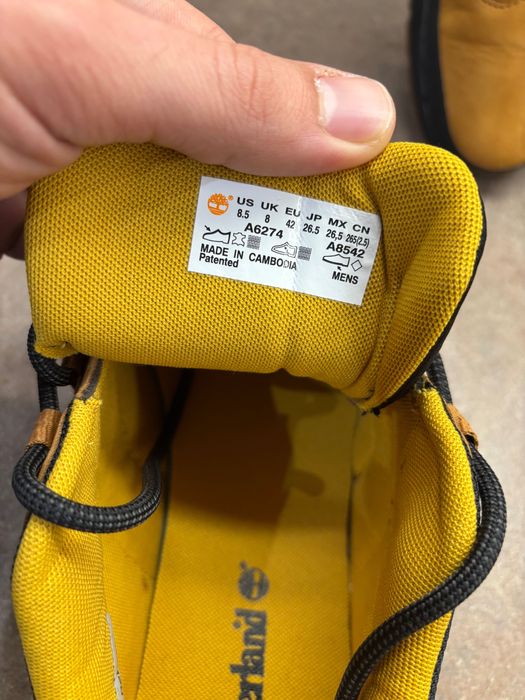 US UK EU JP MX CN
8.5 8 42 26.5 26,5 265(2.5)
A6274 A8542
MADE IN CAMBODIA
Patented MENS
erland